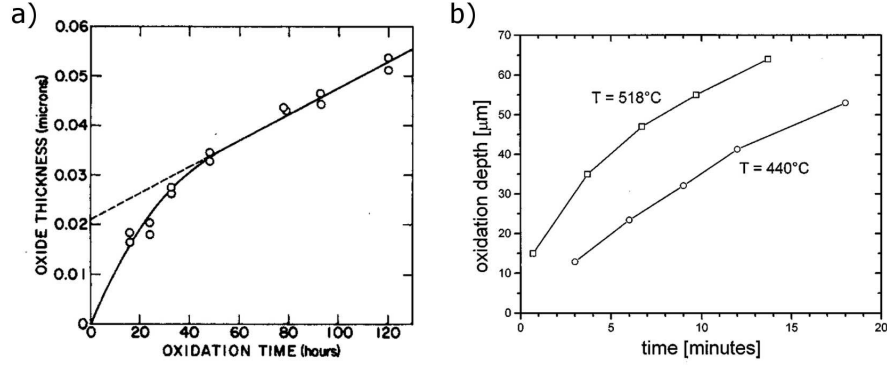 a)
OXIDE THICKNESS (microns)
0.06
0.05
0.04
0.03
0.02
0.01
0
0 20 40 60 80 100 120
OXIDATION TIME (hours)
b)
oxidation depth [µm]
70
60
50
40
30
20
10
0
T = 518°C
T = 440°C
0 5 10 15 20
time [minutes]